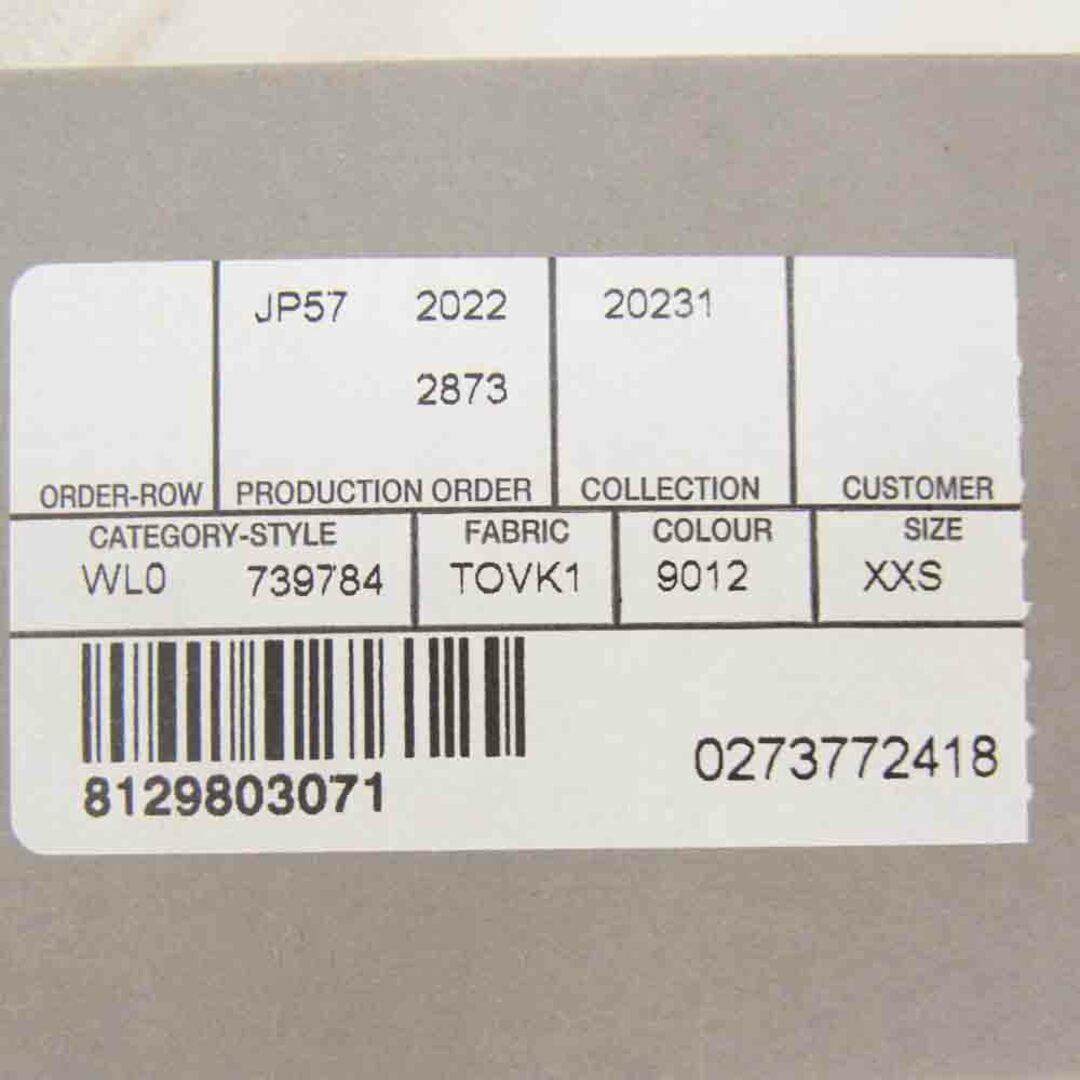 JP57 2022 20231
2873
ORDER-ROW PRODUCTION ORDER COLLECTION CUSTOMER
CATEGORY-STYLE FABRIC COLOUR SIZE
WL0 739784 TOVK1 9012 XXS
8129803071 0273772418